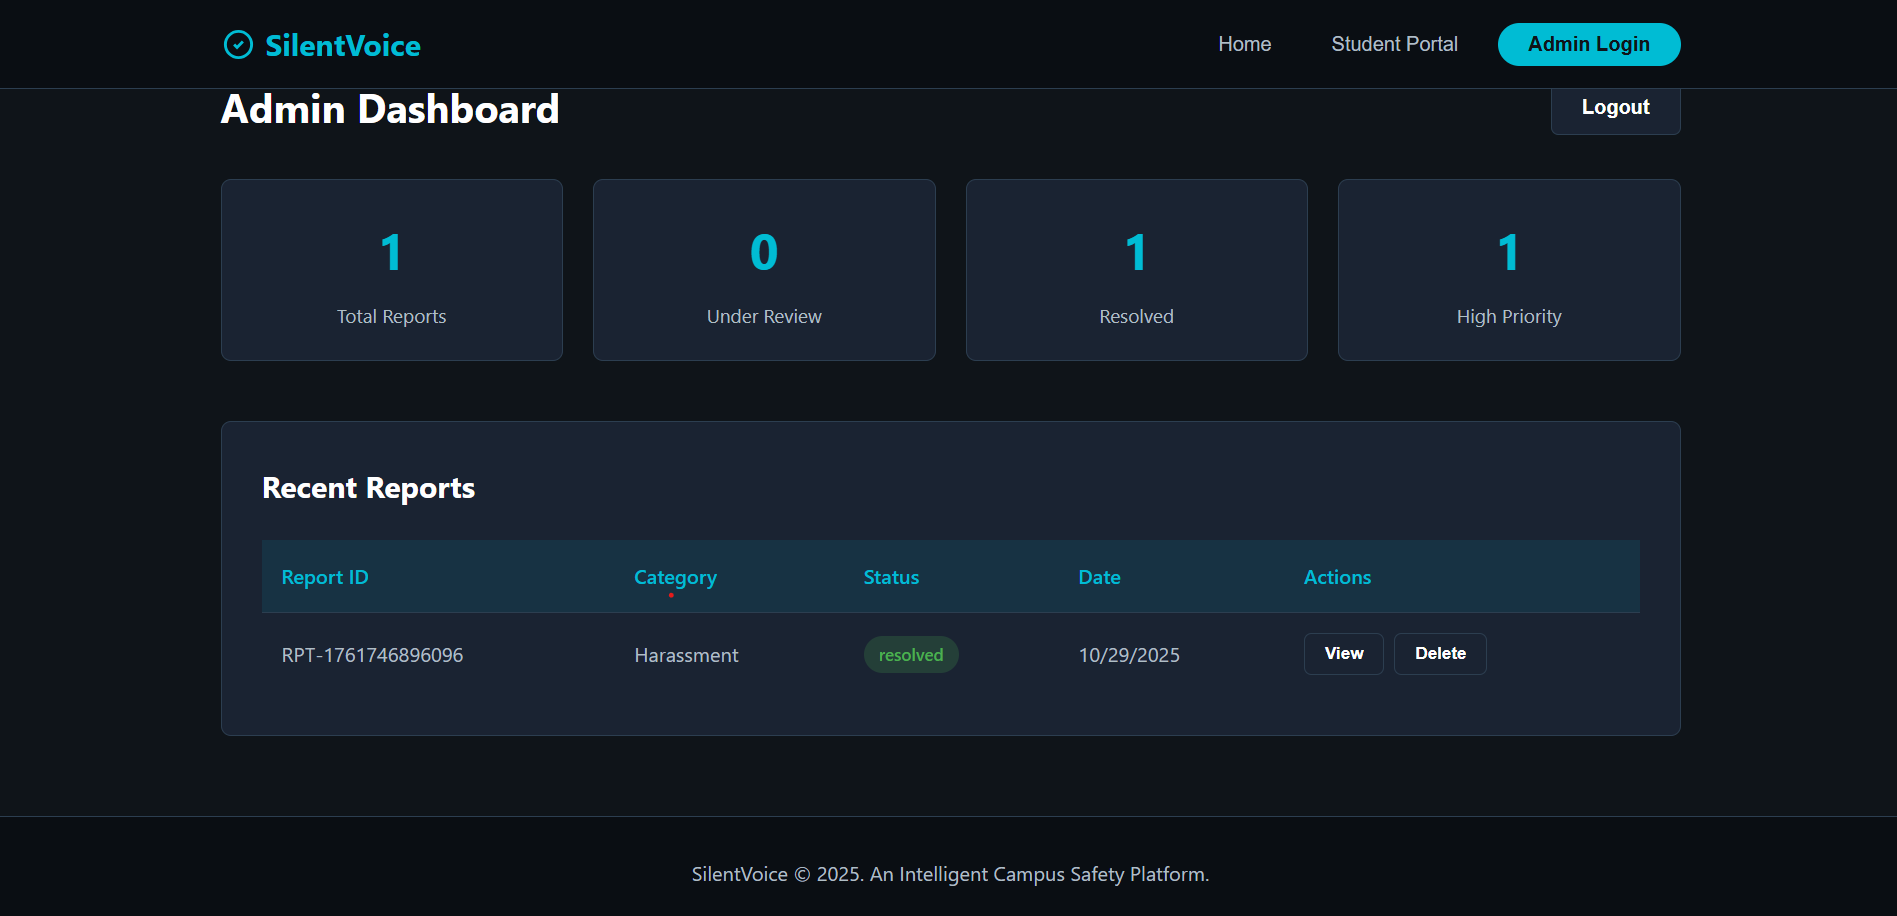 SilentVoice
Home
Student Portal
Admin Login
Admin Dashboard
Logout
1
Total Reports
0
Under Review
1
Resolved
1
High Priority
Recent Reports
Report ID Category Status Date Actions
RPT-1761746896096 Harassment resolved 10/29/2025 View Delete
SilentVoice © 2025. An Intelligent Campus Safety Platform.